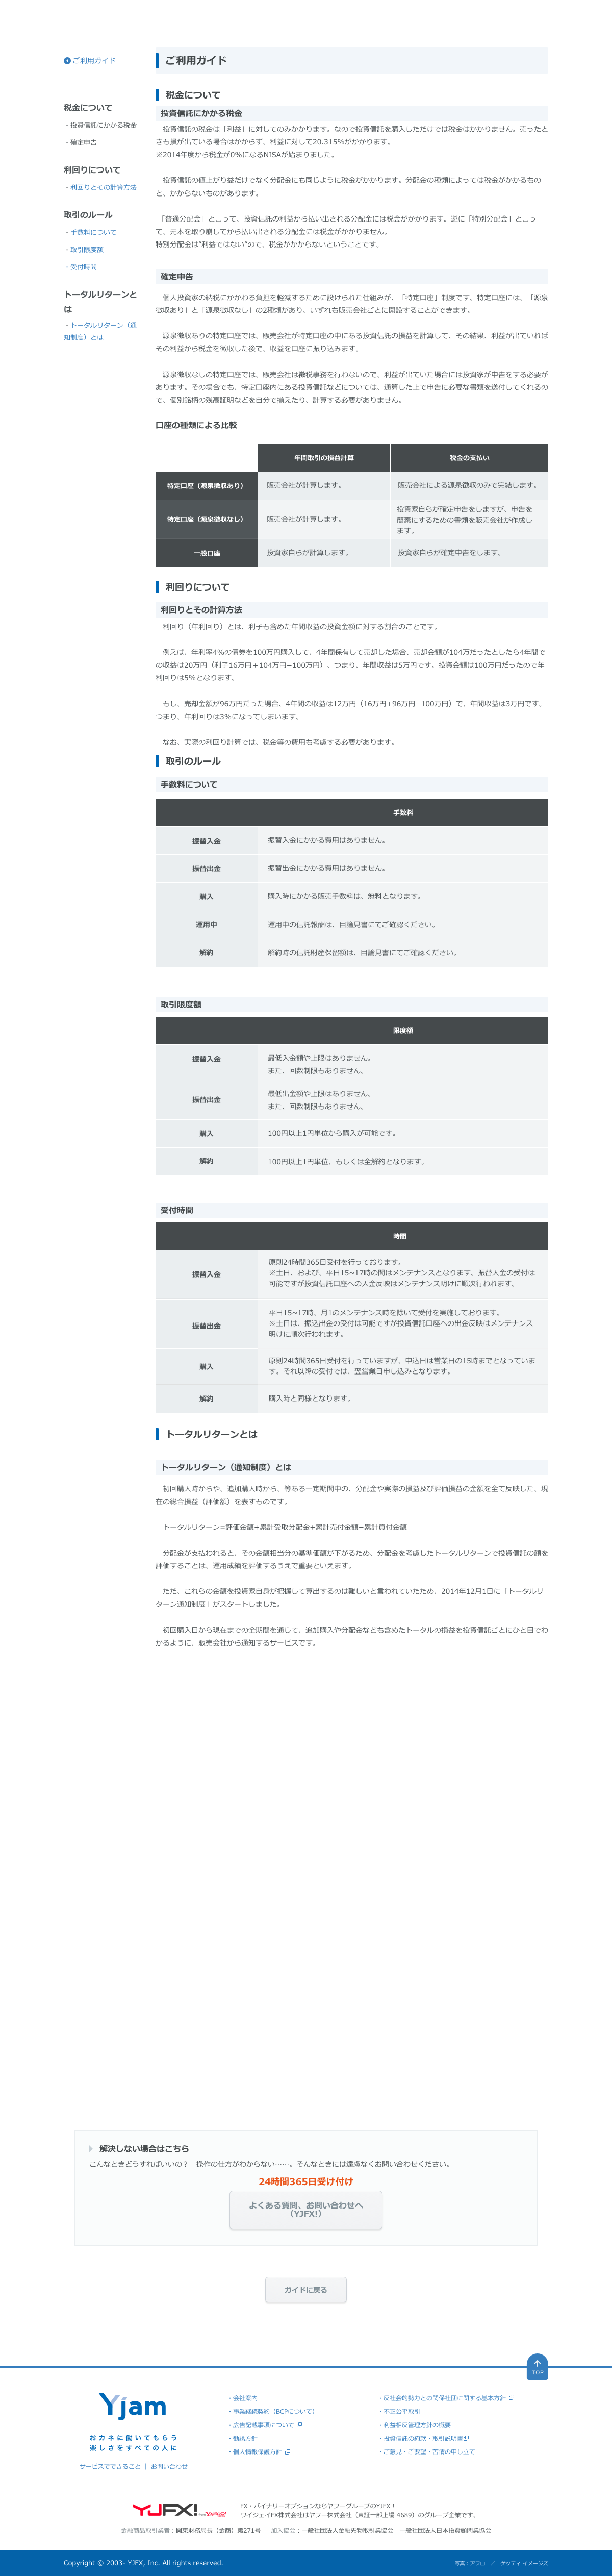 ご利用ガイド
税金について
・投資信託にかかる税金
・確定申告
利回りについて
・利回りとその計算方法
取引のルール
・手数料について
・取引限度額
・受付時間
トータルリターンと
は
・トータルリターン（通
知制度）とは
ご利用ガイド
税金について
投資信託にかかる税金
投資信託の税金は「利益」に対してのみかかります。なので投資信託を購入しただけでは税金はかかりません。売ったと
きも損が出ている場合はかからず、利益に対して20.315%がかかります。
※2014年度から税金が0%になるNISAが始まりました。
投資信託の値上がり益だけでなく分配金にも同じように税金がかかります。分配金の種類によっては税金がかかるもの
と、かからないものがあります。
「普通分配金」と言って、投資信託の利益から払い出される分配金には税金がかかります。逆に「特別分配金」と言っ
て、元本を取り崩してから払い出される分配金には税金がかかりません。
特別分配金は“利益ではない”ので、税金がかからないということです。
確定申告
個人投資家の納税にかかわる負担を軽減するために設けられた仕組みが、「特定口座」制度です。特定口座には、「源泉
徴収あり」と「源泉徴収なし」の2種類があり、いずれも販売会社ごとに開設することができます。
源泉徴収ありの特定口座では、販売会社が特定口座の中にある投資信託の損益を計算して、その結果、利益が出ていれば
その利益から税金を徴収した後で、収益を口座に振り込みます。
源泉徴収なしの特定口座では、販売会社は徴税事務を行わないので、利益が出ていた場合には投資家が申告をする必要が
あります。その場合でも、特定口座内にある投資信託などについては、通算した上で申告に必要な書類を送付してくれるの
で、個別銘柄の残高証明などを自分で揃えたり、計算する必要がありません。
口座の種類による比較
年間取引の損益計算 税金の支払い
特定口座（源泉徴収あり） 販売会社が計算します。 販売会社による源泉徴収のみで完結します。
特定口座（源泉徴収なし） 販売会社が計算します。 投資家自らが確定申告をしますが、申告を
簡素にするための書類を販売会社が作成し
ます。
一般口座 投資家自らが計算します。 投資家自らが確定申告をします。
利回りについて
利回りとその計算方法
利回り（年利回り）とは、利子も含めた年間収益の投資金額に対する割合のことです。
例えば、年利率4%の債券を100万円購入して、4年間保有して売却した場合、売却金額が104万だったとしたら4年間で
の収益は20万円（利子16万円＋104万円−100万円）、つまり、年間収益は5万円です。投資金額は100万円だったので年
利回りは5%となります。
もし、売却金額が96万円だった場合、4年間の収益は12万円（16万円+96万円−100万円）で、年間収益は3万円です。
つまり、年利回りは3%になってしまいます。
なお、実際の利回り計算では、税金等の費用も考慮する必要があります。
取引のルール
手数料について
手数料
振替入金 振替入金にかかる費用はありません。
振替出金 振替出金にかかる費用はありません。
購入 購入時にかかる販売手数料は、無料となります。
運用中 運用中の信託報酬は、目論見書にてご確認ください。
解約 解約時の信託財産保留額は、目論見書にてご確認ください。
取引限度額
限度額
振替入金 最低入金額や上限はありません。
また、回数制限もありません。
振替出金 最低出金額や上限はありません。
また、回数制限もありません。
購入 100円以上1円単位から購入が可能です。
解約 100円以上1円単位、もしくは全解約となります。
受付時間
時間
振替入金 原則24時間365日受付を行っております。
※土日、および、平日15~17時の間はメンテナンスとなります。振替入金の受付は
可能ですが投資信託口座への入金反映はメンテナンス明けに順次行われます。
振替出金 平日15~17時、月1のメンテナンス時を除いて受付を実施しております。
※土日は、振込出金の受付は可能ですが投資信託口座への出金反映はメンテナンス
明けに順次行われます。
購入 原則24時間365日受付を行っていますが、申込日は営業日の15時までとなっていま
す。それ以降の受付では、翌営業日申し込みとなります。
解約 購入時と同様となります。
トータルリターンとは
トータルリターン（通知制度）とは
初回購入時からや、追加購入時から、等ある一定期間中の、分配金や実際の損益及び評価損益の金額を全て反映した、現
在の総合損益（評価額）を表すものです。
トータルリターン=評価金額+累計受取分配金+累計売付金額−累計買付金額
分配金が支払われると、その金額相当分の基準価額が下がるため、分配金を考慮したトータルリターンで投資信託の額を
評価することは、運用成績を評価するうえで重要といえます。
ただ、これらの金額を投資家自身が把握して算出するのは難しいと言われていたため、2014年12月1日に「トータルリ
ターン通知制度」がスタートしました。
初回購入日から現在までの全期間を通じて、追加購入や分配金なども含めたトータルの損益を投資信託ごとにひと目でわ
かるように、販売会社から通知するサービスです。
解決しない場合はこちら
こんなときどうすればいいの？　操作の仕方がわからない……。そんなときには遠慮なくお問い合わせください。
24時間365日受け付け
よくある質問、お問い合わせへ
（YJFX!）
ガイドに戻る
TOP
Yjam
おカネに働いてもらう
楽しさをすべての人に
サービスでできること ｜ お問い合わせ
・会社案内
・事業継続契約（BCPについて）
・広告記載事項について
・勧誘方針
・個人情報保護方針
・反社会的勢力との関係社団に関する基本方針
・不正公平取引
・利益相反管理方針の概要
・投資信託の約款・取引説明書
・ご意見・ご要望・苦情の申し立て
YJFX! from YAHOO!
FX・バイナリーオプションならヤフーグループのYJFX！
ワイジェイFX株式会社はヤフー株式会社（東証一部上場 4689）のグループ企業です。
金融商品取引業者：関東財務局長（金商）第271号 ｜ 加入協会：一般社団法人金融先物取引業協会　一般社団法人日本投資顧問業協会
Copyright © 2003- YJFX, Inc. All rights reserved.
写真：アフロ ／ ゲッティ イメージズ